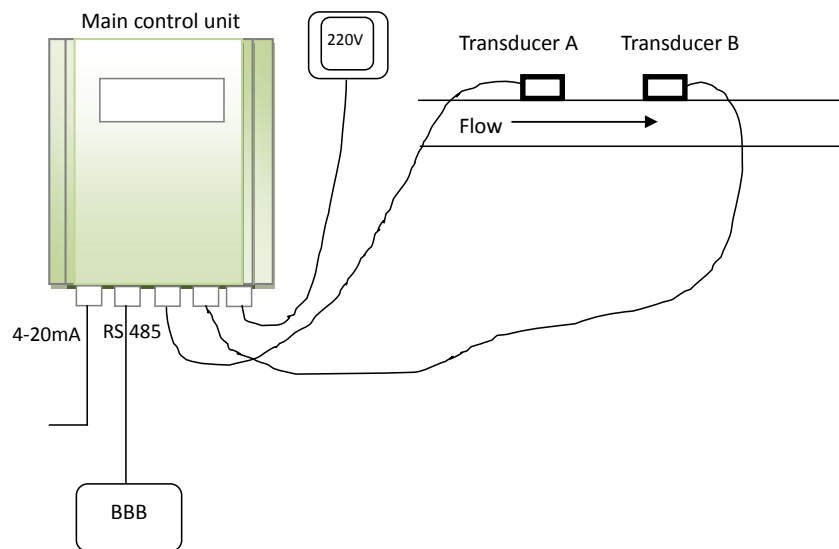 Main control unit
220V
Transducer A
Transducer B
Flow
4-20mA
RS 485
BBB